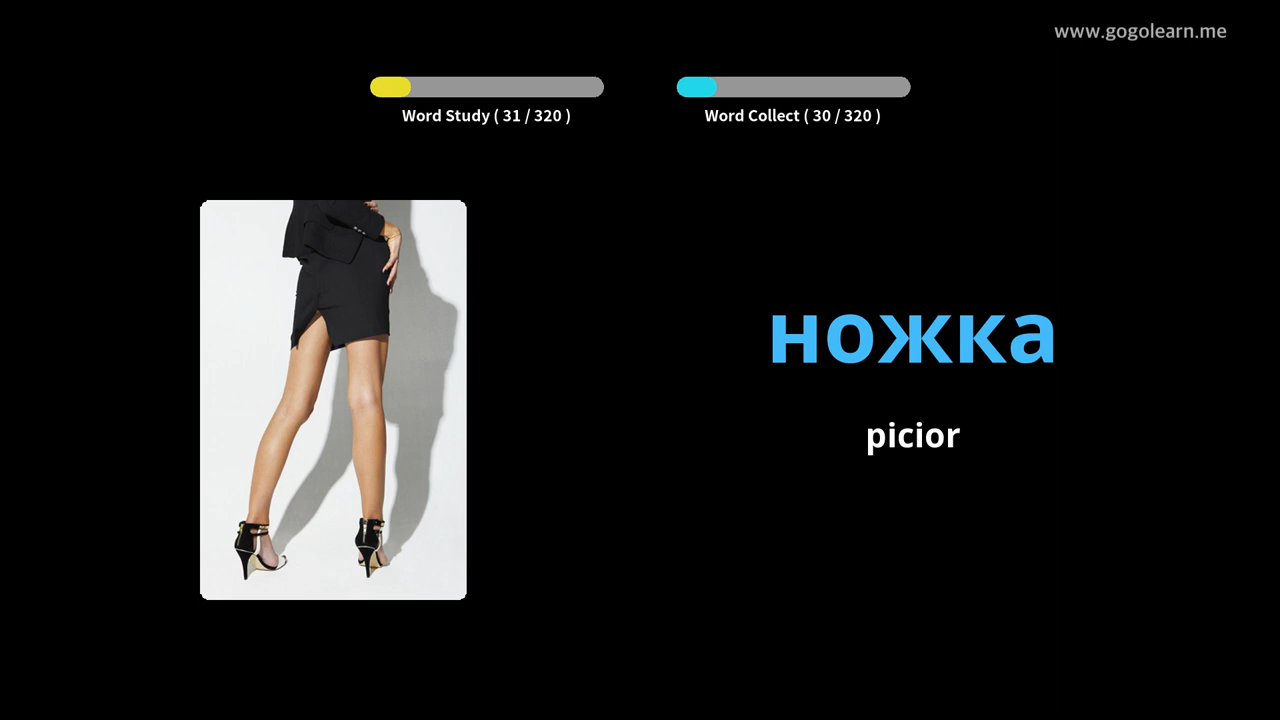 www.gogolearn.me
Word Study ( 31 / 320 )
Word Collect ( 30 / 320 )
ножка
picior